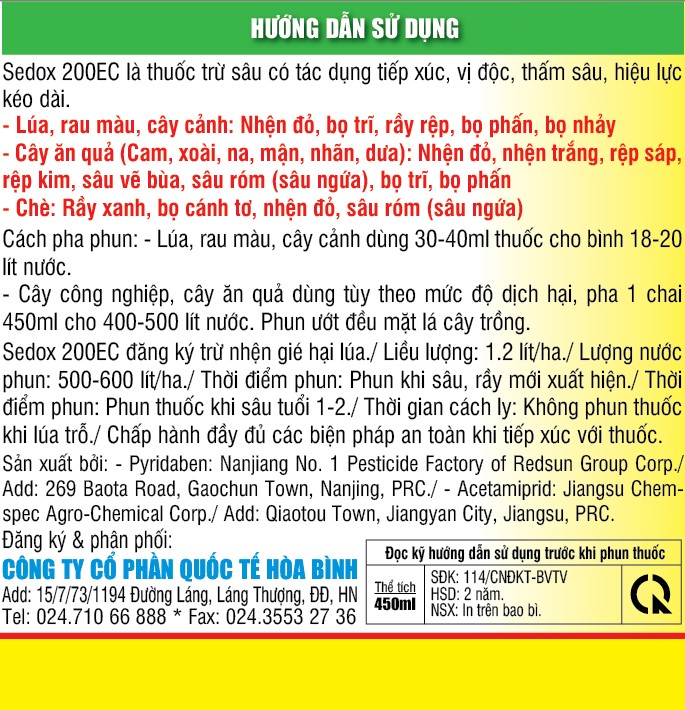 HƯỚNG DẪN SỬ DỤNG
Sedox 200EC là thuốc trừ sâu có tác dụng tiếp xúc, vị độc, thấm sâu, hiệu lực
kéo dài.
- Lúa, rau màu, cây cảnh: Nhện đỏ, bọ trĩ, rầy rệp, bọ phấn, bọ nhảy
- Cây ăn quả (Cam, xoài, na, mận, nhãn, dưa): Nhện đỏ, nhện trắng, rệp sáp,
rệp kim, sâu vẽ bùa, sâu róm (sâu ngứa), bọ trĩ, bọ phấn
- Chè: Rầy xanh, bọ cánh tơ, nhện đỏ, sâu róm (sâu ngứa)
Cách pha phun: - Lúa, rau màu, cây cảnh dùng 30-40ml thuốc cho bình 18-20
lít nước.
- Cây công nghiệp, cây ăn quả dùng tùy theo mức độ dịch hại, pha 1 chai
450ml cho 400-500 lít nước. Phun ướt đều mặt lá cây trồng.
Sedox 200EC đăng ký trừ nhện gié hại lúa./ Liều lượng: 1.2 lít/ha./ Lượng nước
phun: 500-600 lít/ha./ Thời điểm phun: Phun khi sâu, rầy mới xuất hiện./ Thời
điểm phun: Phun thuốc khi sâu tuổi 1-2./ Thời gian cách ly: Không phun thuốc
khi lúa trỗ./ Chấp hành đầy đủ các biện pháp an toàn khi tiếp xúc với thuốc.
Sản xuất bởi: - Pyridaben: Nanjiang No. 1 Pesticide Factory of Redsun Group Corp./
Add: 269 Baota Road, Gaochun Town, Nanjing, PRC./ - Acetamiprid: Jiangsu Chem-
spec Agro-Chemical Corp./ Add: Qiaotou Town, Jiangyan City, Jiangsu, PRC.
Đăng ký & phân phối:
CÔNG TY CỔ PHẦN QUỐC TẾ HÒA BÌNH
Add: 15/7/73/1194 Đường Láng, Láng Thượng, ĐĐ, HN
Tel: 024.710 66 888 * Fax: 024.3553 27 36
Đọc kỹ hướng dẫn sử dụng trước khi phun thuốc
Thể tích
450ml
SĐK: 114/CNĐKT-BVTV
HSD: 2 năm.
NSX: In trên bao bì.